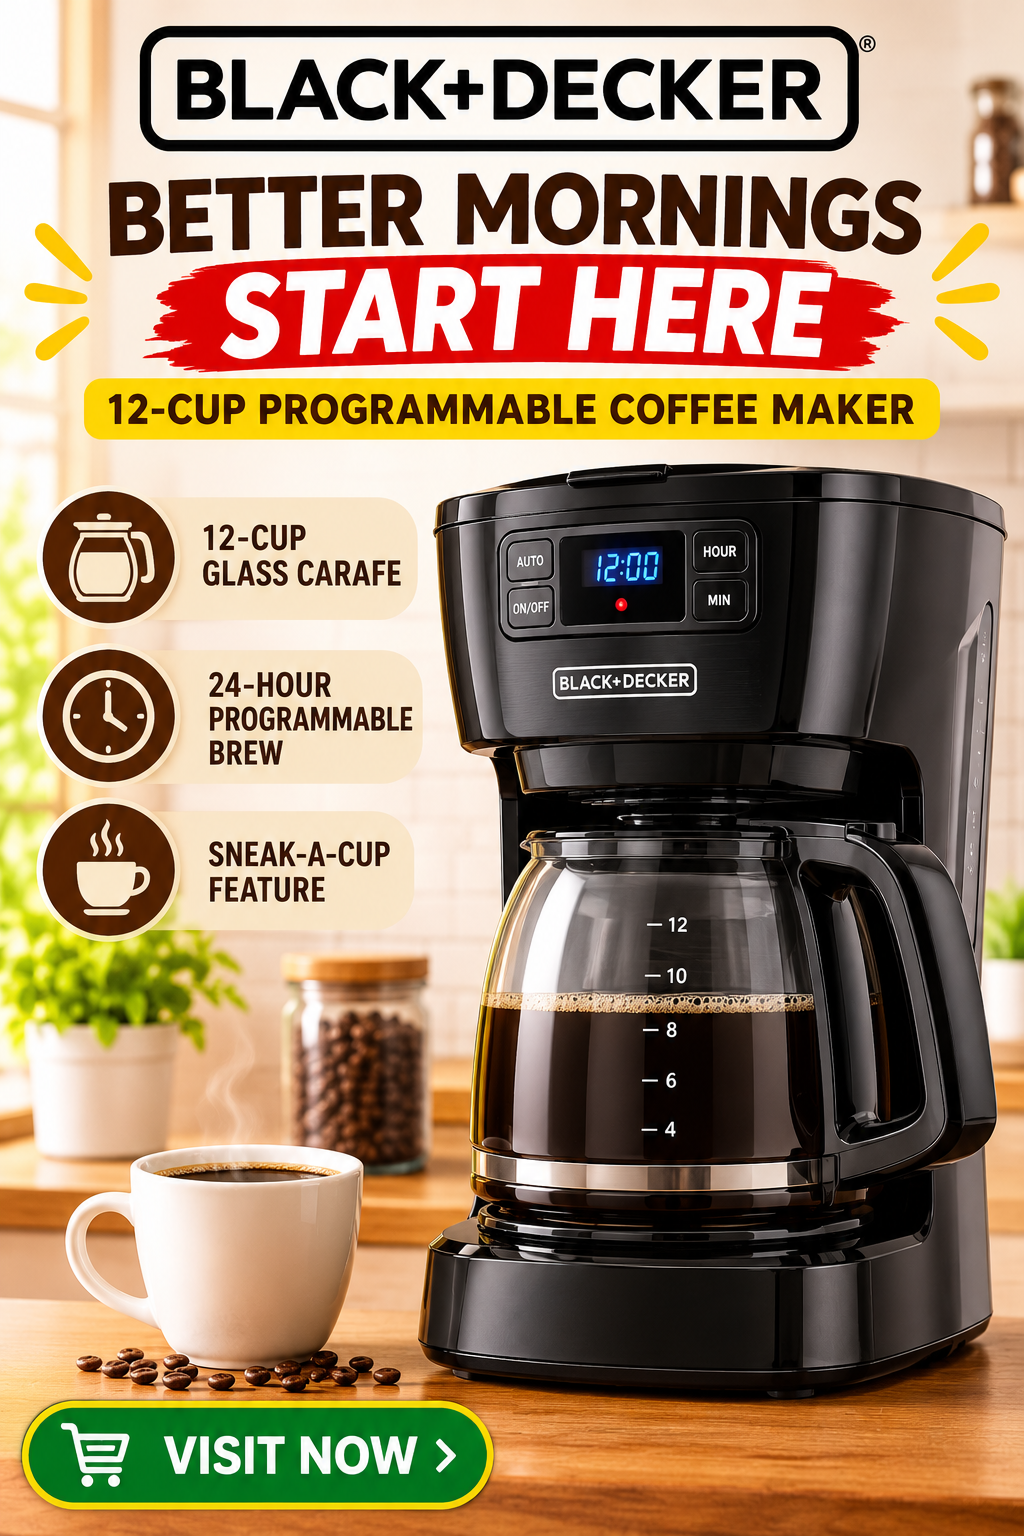 BLACK+DECKER®
BETTER MORNINGS
START HERE
12-CUP PROGRAMMABLE COFFEE MAKER
12-CUP
GLASS CARAFE
24-HOUR
PROGRAMMABLE
BREW
SNEAK-A-CUP
FEATURE
AUTO
12:00
HOUR
ON/OFF
MIN
BLACK+DECKER
12
10
8
6
4
VISIT NOW